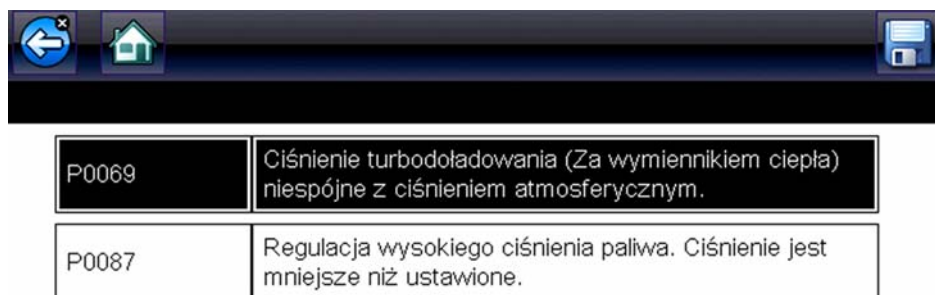 P0069
Ciśnienie turbodoładowania (Za wymiennikiem ciepła)
niespójne z ciśnieniem atmosferycznym.
P0087
Regulacja wysokiego ciśnienia paliwa. Ciśnienie jest
mniejsze niż ustawione.